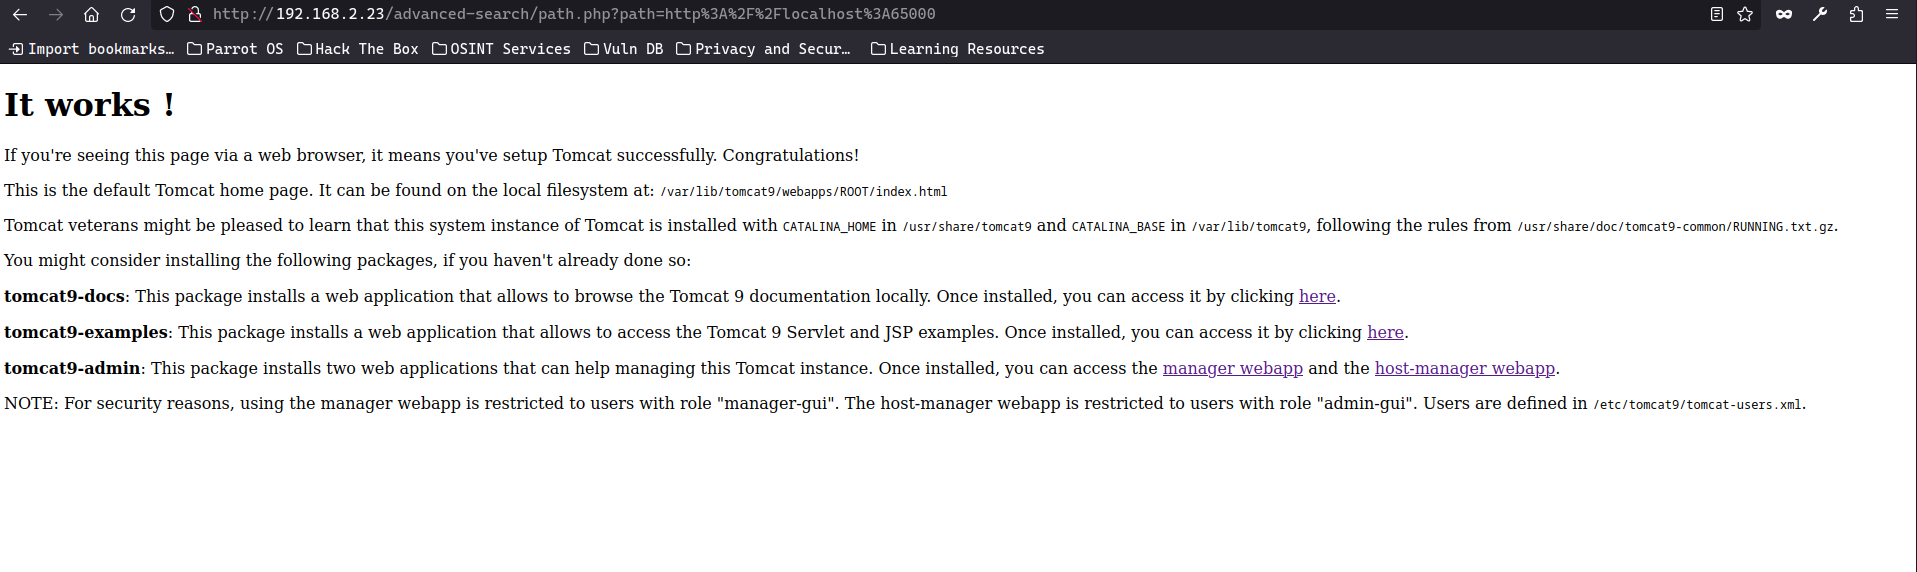 http://192.168.2.23/advanced-search/path.php?path=http%3A%2F%2Flocalhost%3A65000
Import bookmarks… Parrot OS Hack The Box OSINT Services Vuln DB Privacy and Secur… Learning Resources
It works !
If you're seeing this page via a web browser, it means you've setup Tomcat successfully. Congratulations!
This is the default Tomcat home page. It can be found on the local filesystem at: /var/lib/tomcat9/webapps/ROOT/index.html
Tomcat veterans might be pleased to learn that this system instance of Tomcat is installed with CATALINA_HOME in /usr/share/tomcat9 and CATALINA_BASE in /var/lib/tomcat9, following the rules from /usr/share/doc/tomcat9-common/RUNNING.txt.gz.
You might consider installing the following packages, if you haven't already done so:
tomcat9-docs: This package installs a web application that allows to browse the Tomcat 9 documentation locally. Once installed, you can access it by clicking here.
tomcat9-examples: This package installs a web application that allows to access the Tomcat 9 Servlet and JSP examples. Once installed, you can access it by clicking here.
tomcat9-admin: This package installs two web applications that can help managing this Tomcat instance. Once installed, you can access the manager webapp and the host-manager webapp.
NOTE: For security reasons, using the manager webapp is restricted to users with role "manager-gui". The host-manager webapp is restricted to users with role "admin-gui". Users are defined in /etc/tomcat9/tomcat-users.xml.